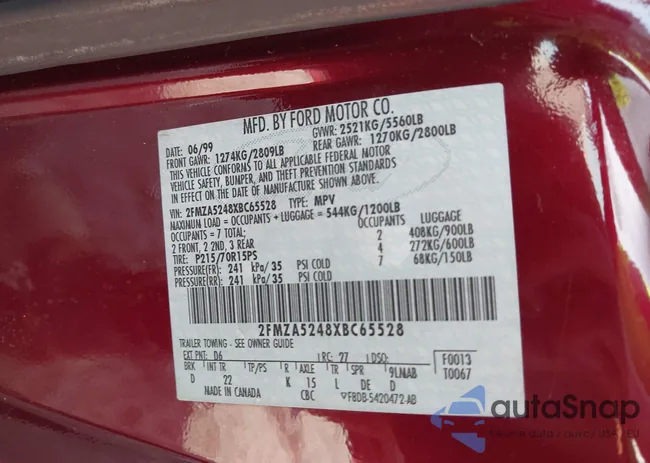 MFD. BY FORD MOTOR CO.
DATE: 06/99 GVWR: 2521KG/5560LB
FRONT GAWR: 1274KG/2809LB REAR GAWR: 1270KG/2800LB
THIS VEHICLE CONFORMS TO ALL APPLICABLE FEDERAL MOTOR
VEHICLE SAFETY, BUMPER, AND THEFT PREVENTION STANDARDS
IN EFFECT ON THE DATE OF MANUFACTURE SHOWN ABOVE.
VIN: 2FMZA5248XBC65528 TYPE: MPV
MAXIMUM LOAD = OCCUPANTS + LUGGAGE = 544KG/1200LB
OCCUPANTS = 7 TOTAL: OCCUPANTS LUGGAGE
2 FRONT, 2 2ND, 3 REAR 2 408KG/900LB
TIRE: P215/70R15PS 4 272KG/600LB
PRESSURE(FR): 241 kPa/35 PSI COLD 7 68KG/150LB
PRESSURE(RR): 241 kPa/35 PSI COLD
2FMZA5248XBC65528
TRAILER TOWING - SEE OWNER GUIDE
EXT PNT: D6 RC: 27 DSO: F0013
BRK INT TR TP/PS R AXLE TR SPR 9LMAB T0067
D 22 K 15 L DE D
MADE IN CANADA CBC F8DB-5420472-AB
autaSnap